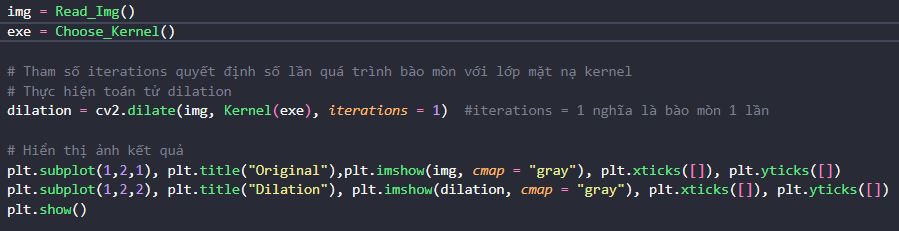 img = Read_Img()
exe = Choose_Kernel()
# Tham số iterations quyết định số lần quá trình bào mòn với lớp mặt nạ kernel
# Thực hiện toán tử dilation
dilation = cv2.dilate(img, Kernel(exe), iterations = 1)  #iterations = 1 nghĩa là bào mòn 1 lần
# Hiển thị ảnh kết quả
plt.subplot(1,2,1), plt.title("Original"),plt.imshow(img, cmap = "gray"), plt.xticks([]), plt.yticks([])
plt.subplot(1,2,2), plt.title("Dilation"), plt.imshow(dilation, cmap = "gray"), plt.xticks([]), plt.yticks([])
plt.show()